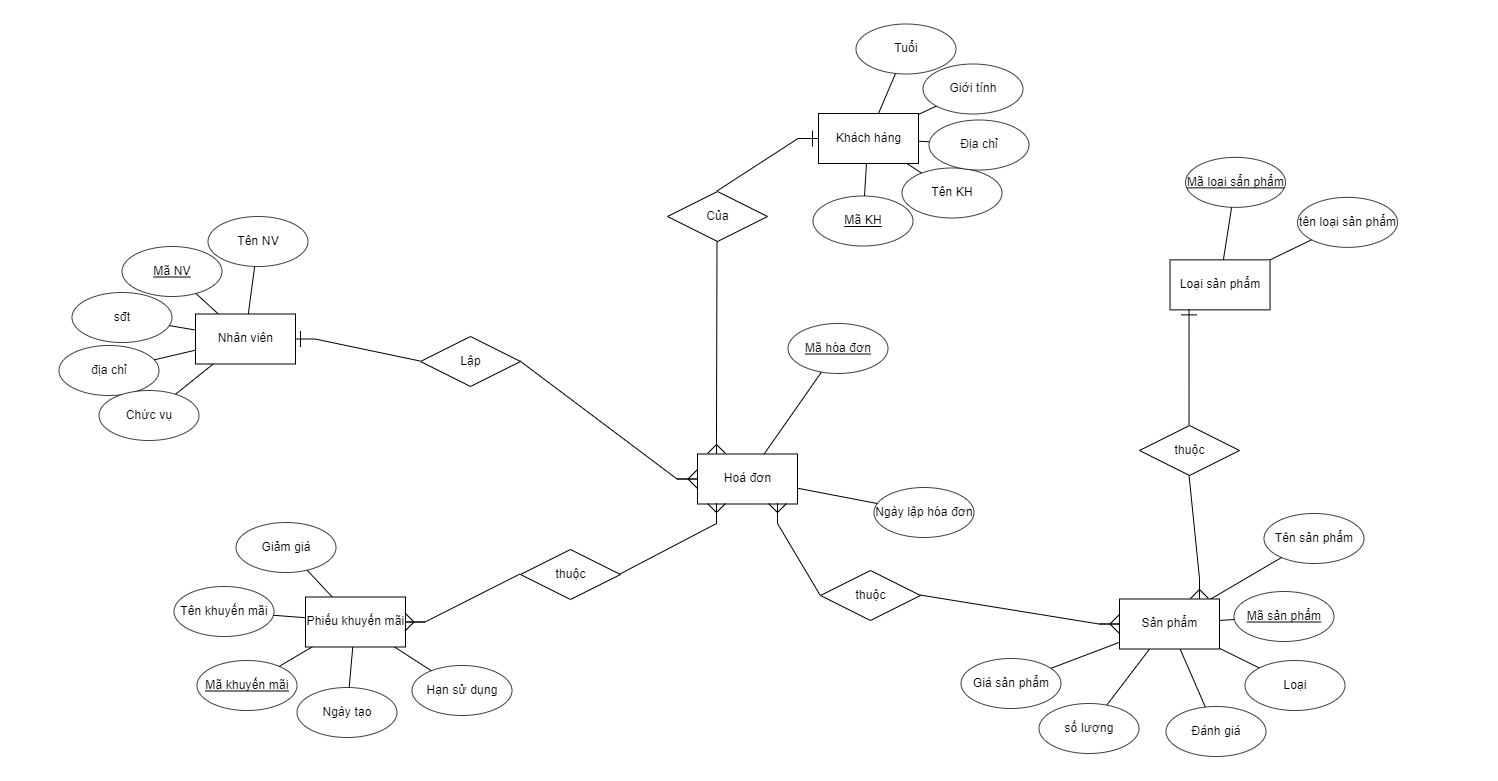 Tuổi
Giới tính
Khách hàng
Địa chỉ
Tên KH
Mã KH
Của
Mã loại sẩn phẩm
tên loại sản phẩm
Loại sản phẩm
Tên NV
Mã NV
sđt
Nhân viên
địa chỉ
Chức vụ
Lập
Mã hóa đơn
Hoá đơn
Ngày lập hóa đơn
thuộc
Giảm giá
thuộc
Tên khuyến mãi
Phiếu khuyến mãi
Mã khuyến mãi
Ngày tạo
Hạn sử dụng
thuộc
Tên sản phẩm
Sản phẩm
Mã sản phẩm
Giá sản phẩm
Loại
số lượng
Đánh giá